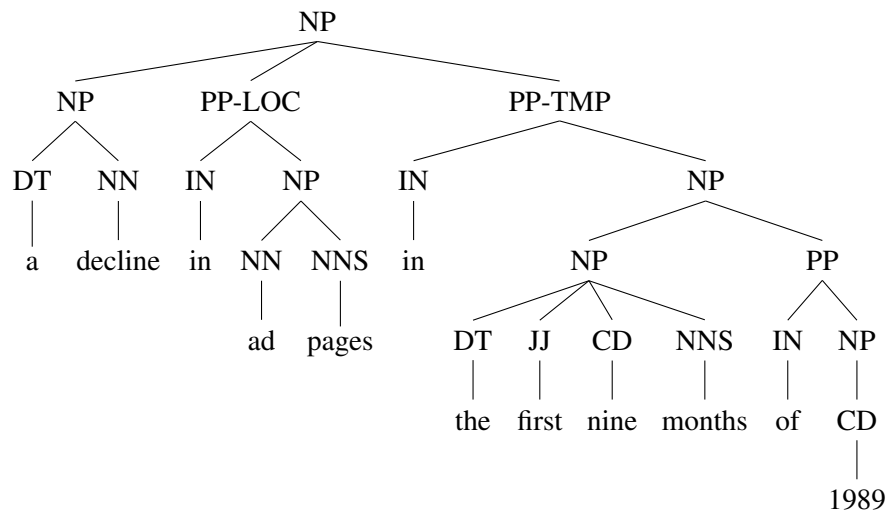 NP
NP PP-LOC PP-TMP
DT NN IN NP IN NP
a decline in NN NNS in NP PP
ad pages DT JJ CD NNS IN NP
the first nine months of CD
1989